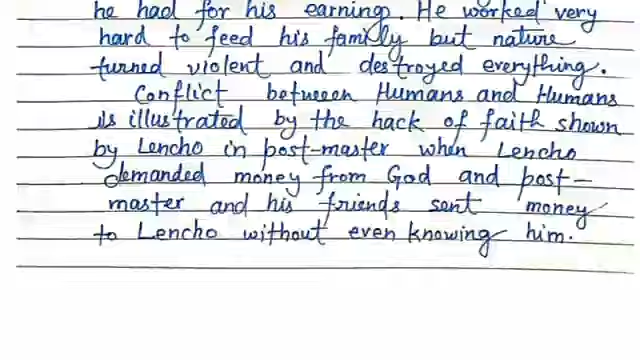 he had for his earning. He worked very
hard to feed his family but nature
turned violent and destroyed everything.
Conflict between Humans and Humans
is illustrated by the hack of faith shown
by Lencho in post-master when Lencho
demanded money from God and post-
master and his friends sent money
to Lencho without even knowing him.